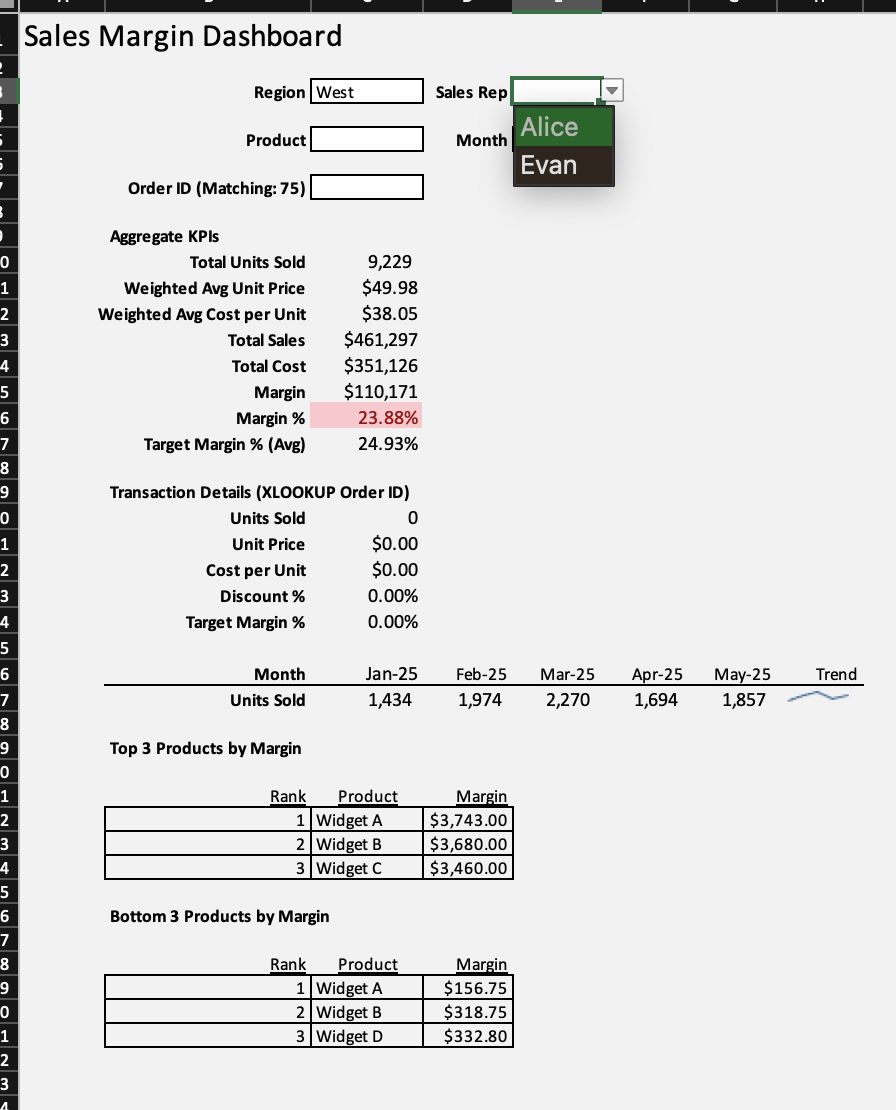 Sales Margin Dashboard
Region West Sales Rep
Alice
Product Month
Evan
Order ID (Matching: 75)
Aggregate KPIs
Total Units Sold 9,229
Weighted Avg Unit Price $49.98
Weighted Avg Cost per Unit $38.05
Total Sales $461,297
Total Cost $351,126
Margin $110,171
Margin % 23.88%
Target Margin % (Avg) 24.93%
Transaction Details (XLOOKUP Order ID)
Units Sold 0
Unit Price $0.00
Cost per Unit $0.00
Discount % 0.00%
Target Margin % 0.00%
Month Jan-25 Feb-25 Mar-25 Apr-25 May-25 Trend
Units Sold 1,434 1,974 2,270 1,694 1,857
Top 3 Products by Margin
Rank Product Margin
1 Widget A $3,743.00
2 Widget B $3,680.00
3 Widget C $3,460.00
Bottom 3 Products by Margin
Rank Product Margin
1 Widget A $156.75
2 Widget B $318.75
3 Widget D $332.80